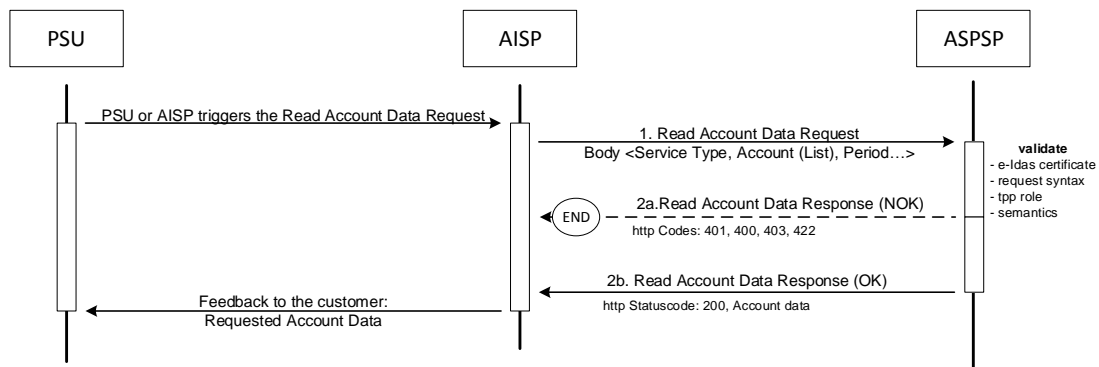 PSU
AISP
ASPSP
PSU or AISP triggers the Read Account Data Request
1. Read Account Data Request
Body <Service Type, Account (List), Period…>
validate
- e-Idas certificate
- request syntax
- tpp role
- semantics
END
2a.Read Account Data Response (NOK)
http Codes: 401, 400, 403, 422
2b. Read Account Data Response (OK)
http Statuscode: 200, Account data
Feedback to the customer:
Requested Account Data